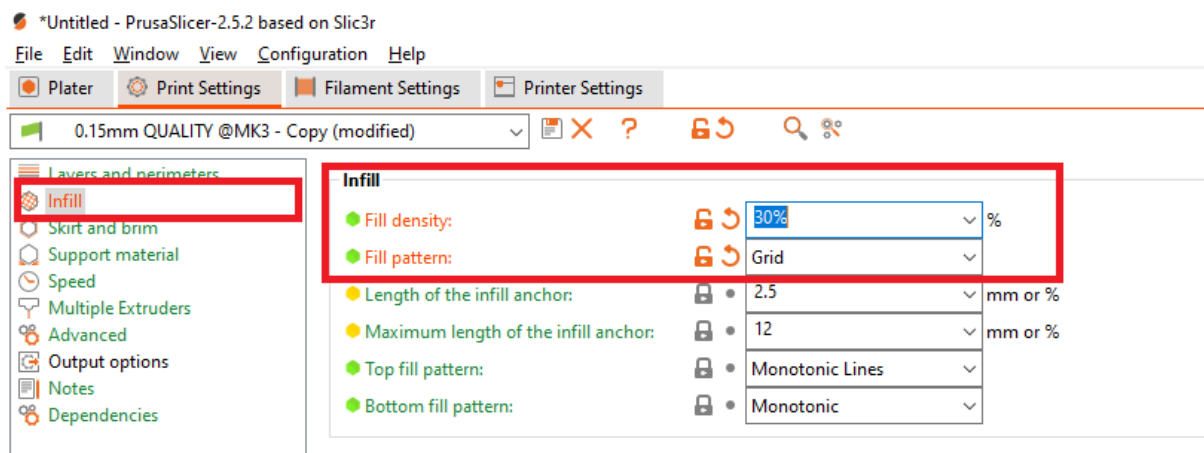 *Untitled - PrusaSlicer-2.5.2 based on Slic3r
File Edit Window View Configuration Help
Plater Print Settings Filament Settings Printer Settings
0.15mm QUALITY @MK3 - Copy (modified)
Layers and perimeters
Infill
Skirt and brim
Support material
Speed
Multiple Extruders
Advanced
Output options
Notes
Dependencies
Infill
Fill density: 30% %
Fill pattern: Grid
Length of the infill anchor: 2.5 mm or %
Maximum length of the infill anchor: 12 mm or %
Top fill pattern: Monotonic Lines
Bottom fill pattern: Monotonic